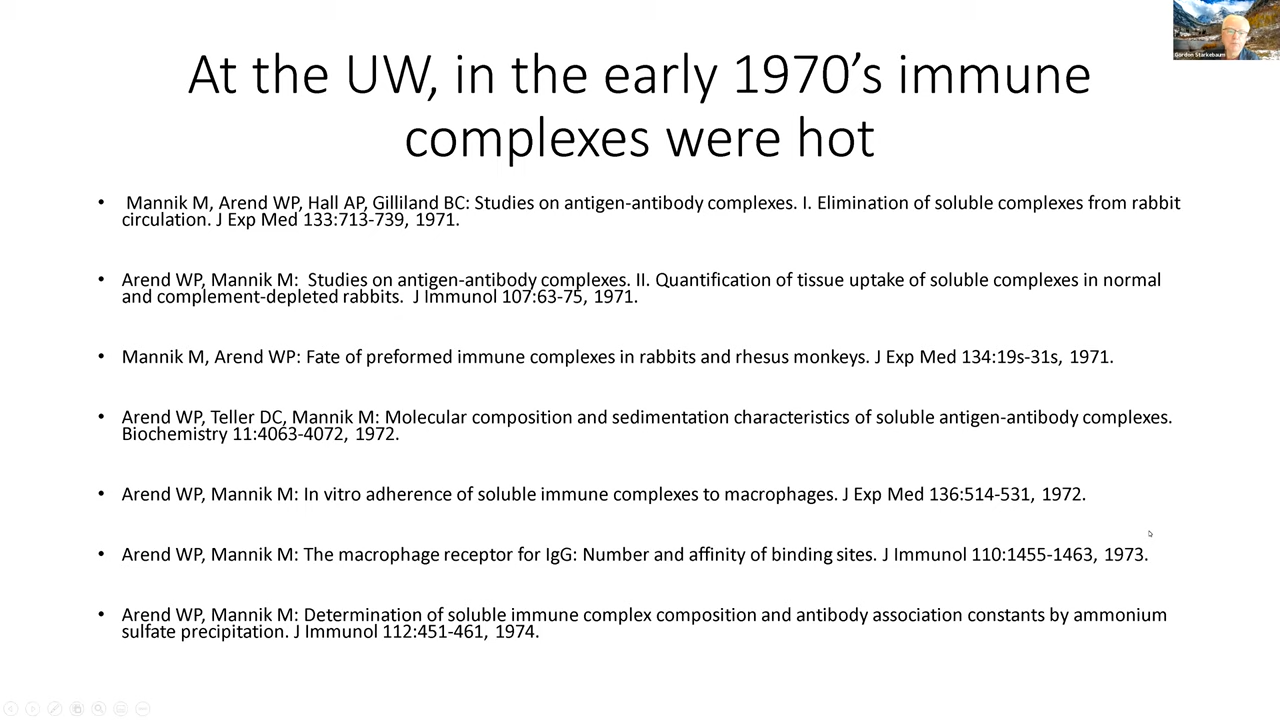 At the UW, in the early 1970’s immune
complexes were hot
Gordon Starkebaum
• Mannik M, Arend WP, Hall AP, Gilliland BC: Studies on antigen-antibody complexes. I. Elimination of soluble complexes from rabbit
circulation. J Exp Med 133:713-739, 1971.
• Arend WP, Mannik M: Studies on antigen-antibody complexes. II. Quantification of tissue uptake of soluble complexes in normal
and complement-depleted rabbits. J Immunol 107:63-75, 1971.
• Mannik M, Arend WP: Fate of preformed immune complexes in rabbits and rhesus monkeys. J Exp Med 134:19s-31s, 1971.
• Arend WP, Teller DC, Mannik M: Molecular composition and sedimentation characteristics of soluble antigen-antibody complexes.
Biochemistry 11:4063-4072, 1972.
• Arend WP, Mannik M: In vitro adherence of soluble immune complexes to macrophages. J Exp Med 136:514-531, 1972.
• Arend WP, Mannik M: The macrophage receptor for IgG: Number and affinity of binding sites. J Immunol 110:1455-1463, 1973.
• Arend WP, Mannik M: Determination of soluble immune complex composition and antibody association constants by ammonium
sulfate precipitation. J Immunol 112:451-461, 1974.